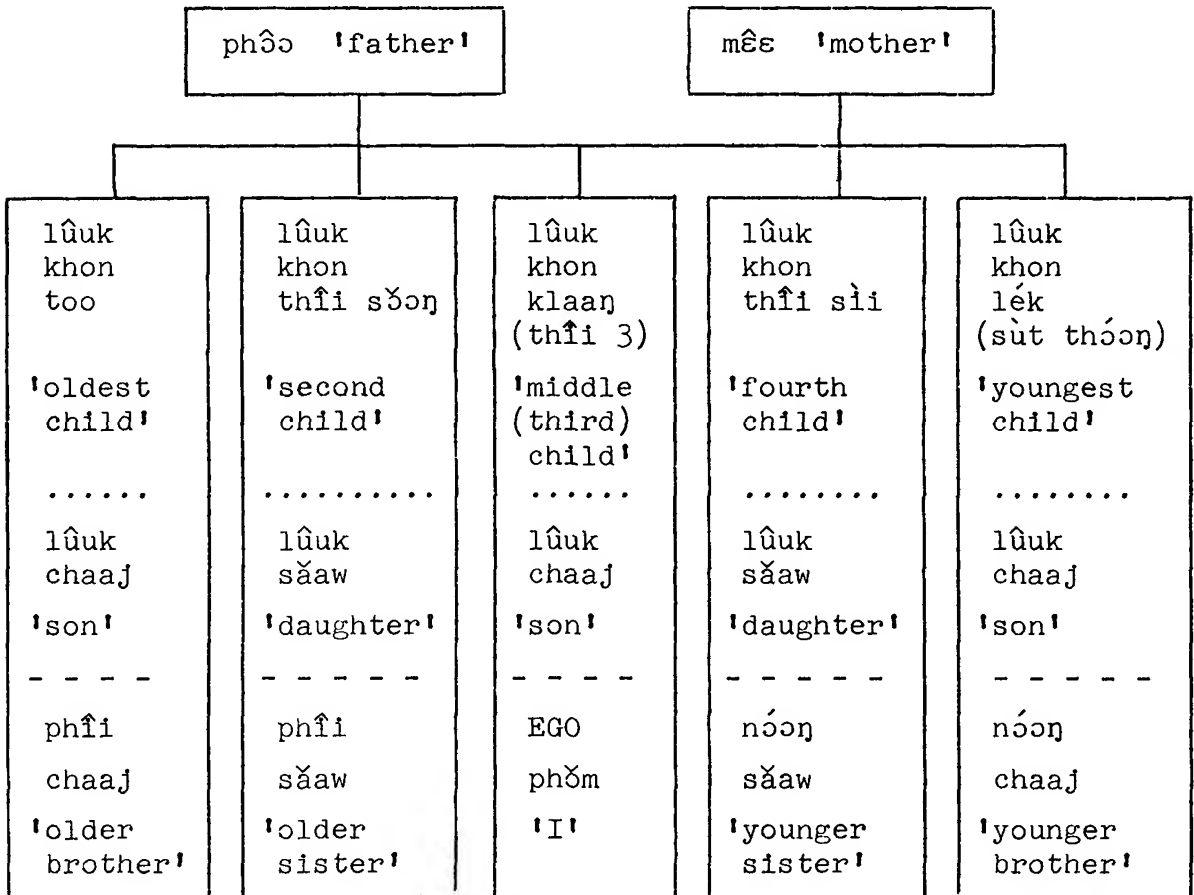 phɔ̂ɔ 'father'
mɛ̂ɛ 'mother'
lûuk
khon
too
'oldest
child'
......
lûuk
chaaj
'son'
- - - -
phîi
chaaj
'older
brother'
lûuk
khon
thîi sɔ̌ɔŋ
'second
child'
..........
lûuk
sǎaw
'daughter'
- - - - -
phîi
sǎaw
'older
sister'
lûuk
khon
klaaŋ
(thîi 3)
'middle
(third)
child'
......
lûuk
chaaj
'son'
- - - -
EGO
phǒm
'I'
lûuk
khon
thîi sìi
'fourth
child'
........
lûuk
sǎaw
'daughter'
- - - - -
nɔ́ɔŋ
sǎaw
'younger
sister'
lûuk
khon
lék
(sùt thɔ́ɔŋ)
'youngest
child'
........
lûuk
chaaj
'son'
- - - - -
nɔ́ɔŋ
chaaj
'younger
brother'